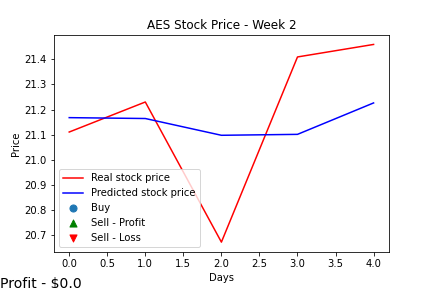 AES Stock Price - Week 2
Price
21.4
21.3
21.2
21.1
21.0
20.9
20.8
20.7
Real stock price
Predicted stock price
Buy
Sell - Profit
Sell - Loss
0.0 0.5 1.0 1.5 2.0 2.5 3.0 3.5 4.0
Days
Profit - $0.0